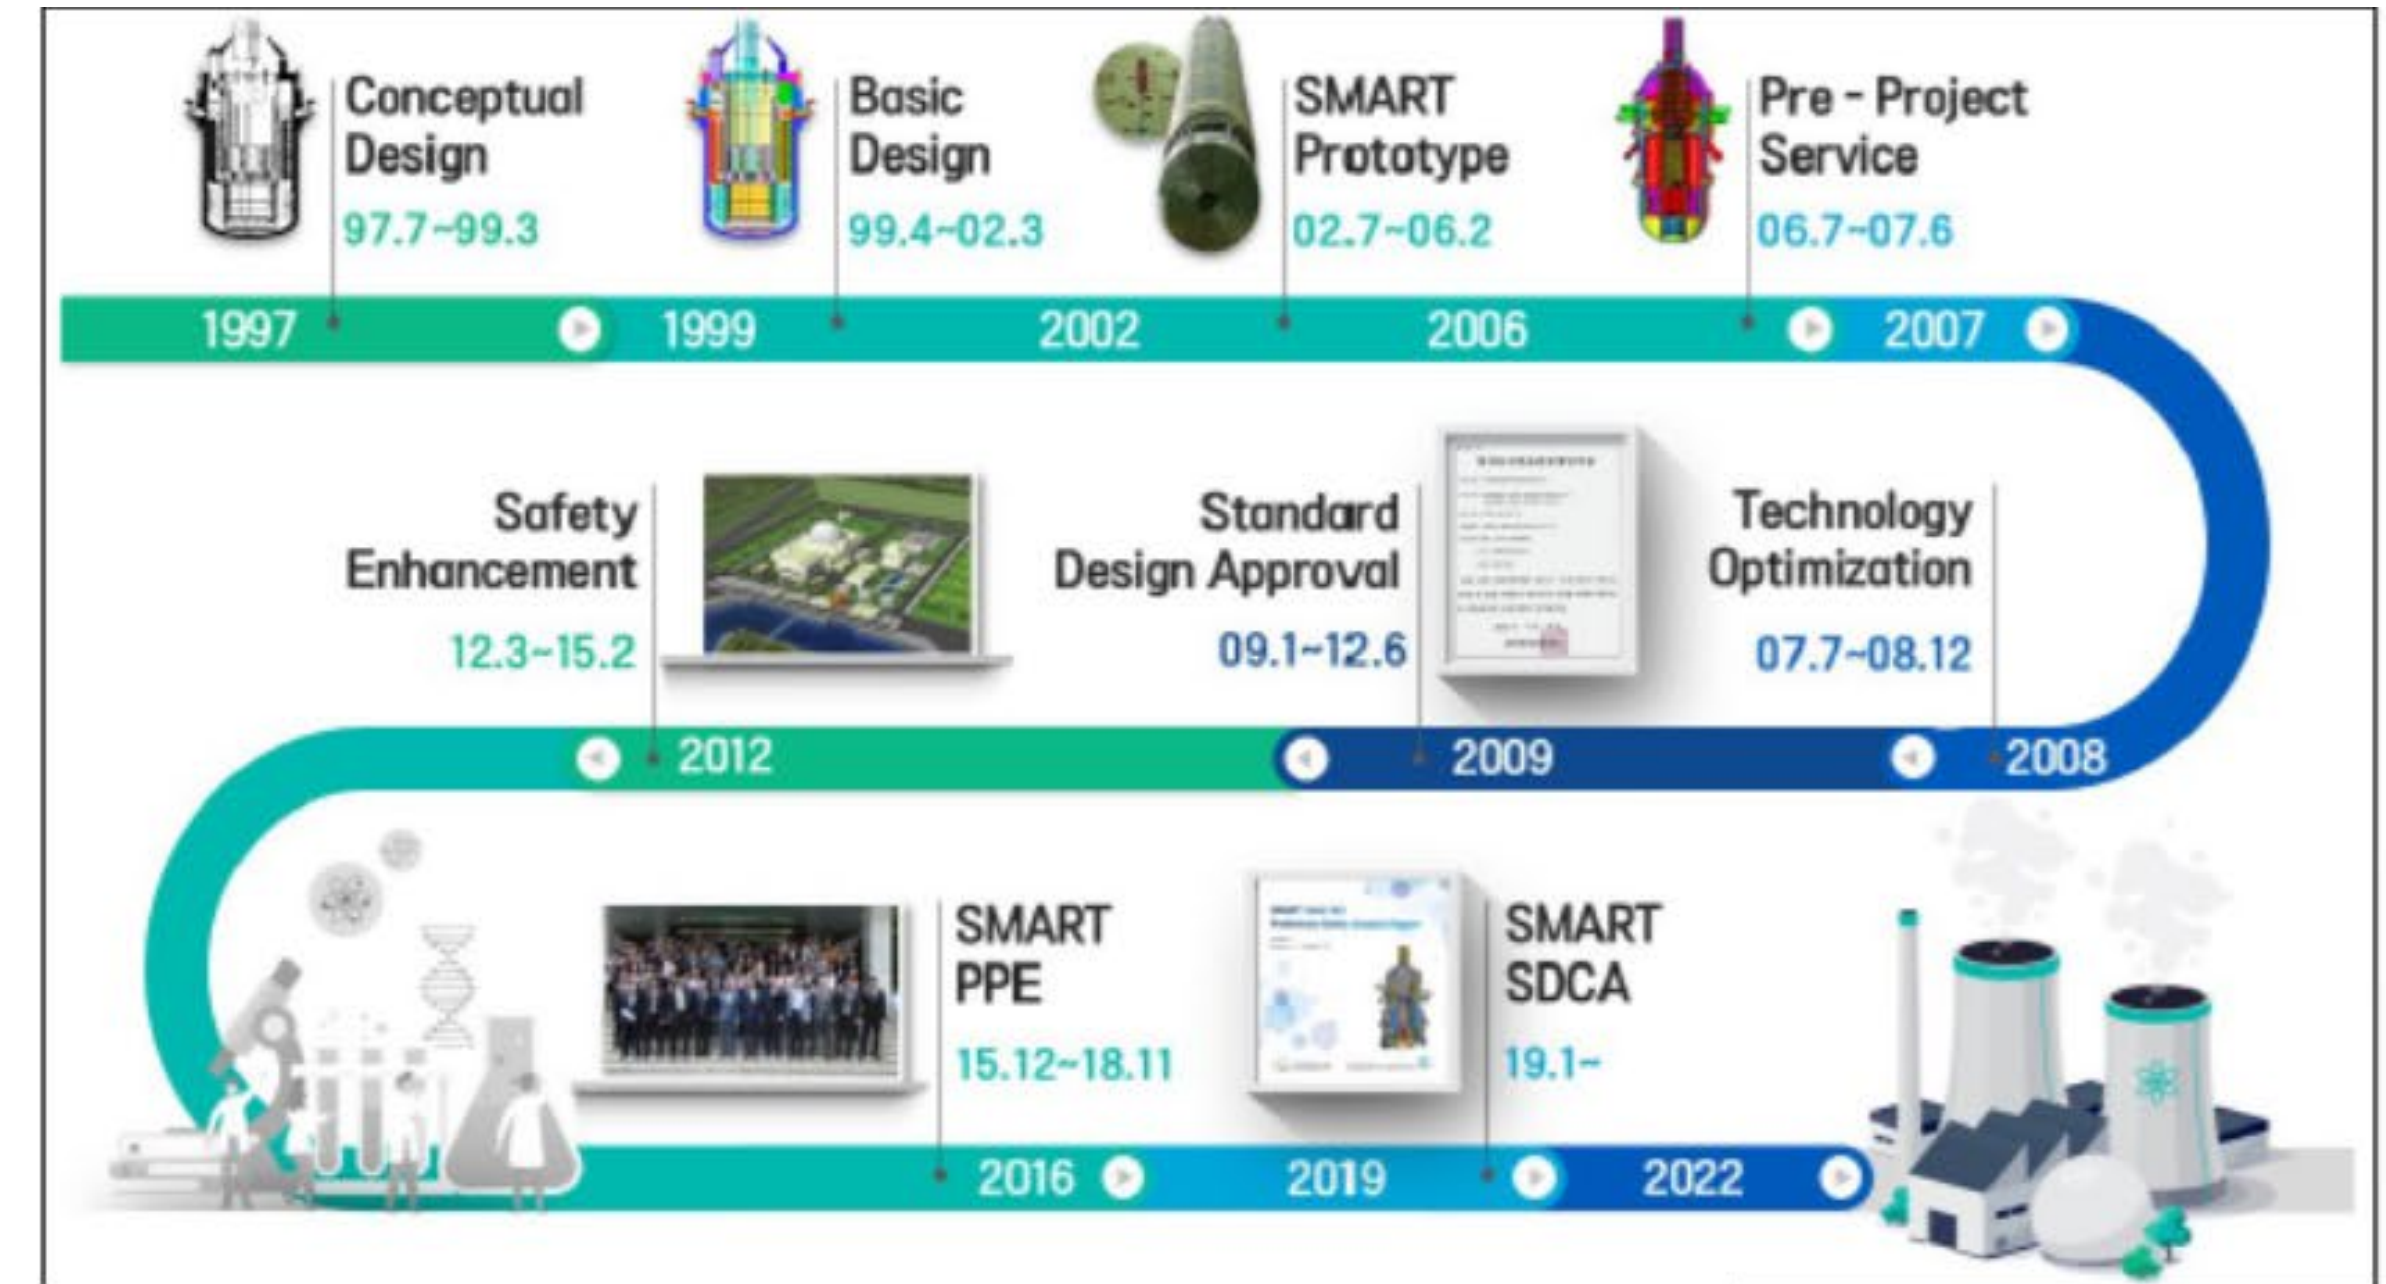 Conceptual
Design
97.7~99.3
Basic
Design
99.4~02.3
SMART
Prototype
02.7~06.2
Pre - Project
Service
06.7~07.6
1997
1999
2002
2006
2007
Technology
Optimization
07.7~08.12
Standard
Design Approval
09.1~12.6
Safety
Enhancement
12.3~15.2
2008
2009
2012
SMART
PPE
15.12~18.11
SMART
SDCA
19.1~
2016
2019
2022